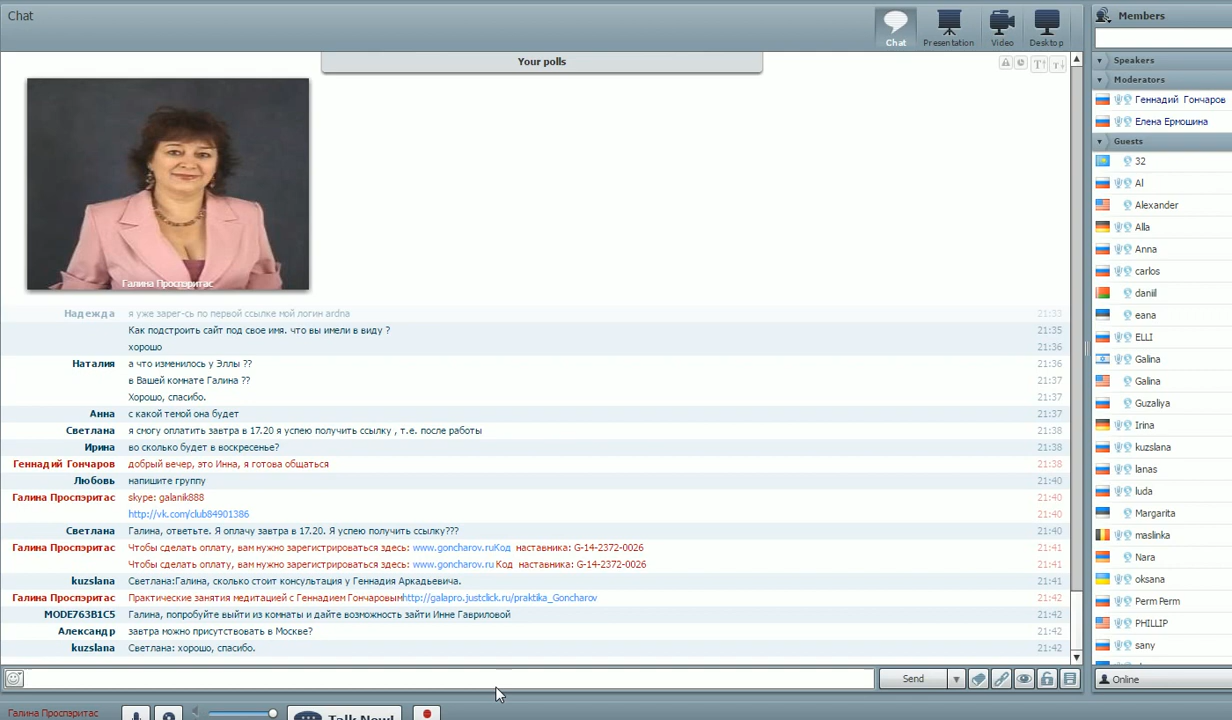 Chat
Chat
Presentation
Video
Desktop
Your polls
Галина Проспэритас
Надежда я уже зарег-сь по первой ссылке мой логин ardna 21:33
Как подстроить сайт под свое имя. что вы имели в виду ? 21:35
хорошо 21:36
Наталия а что изменилось у Эллы ?? 21:36
в Вашей комнате Галина ?? 21:37
Хорошо, спасибо. 21:37
Анна с какой темой она будет 21:37
Светлана я смогу оплатить завтра в 17.20 я успею получить ссылку , т.е. после работы 21:38
Ирина во сколько будет в воскресенье? 21:38
Геннадий Гончаров добрый вечер, это Инна, я готова общаться 21:38
Любовь напишите группу 21:40
Галина Проспэритас skype: galanik888 21:40
http://vk.com/club84901386 21:40
Светлана Галина, ответьте. Я оплачу завтра в 17.20. Я успею получить ссылку??? 21:40
Галина Проспэритас Чтобы сделать оплату, вам нужно зарегистрироваться здесь: www.goncharov.ruКод наставника: G-14-2372-0026 21:41
Чтобы сделать оплату, вам нужно зарегистрироваться здесь: www.goncharov.ru Код наставника: G-14-2372-0026 21:41
kuzslana Светлана:Галина, сколько стоит консультация у Геннадия Аркадьевича. 21:41
Галина Проспэритас Практические занятия медитацией с Геннадием Гончаровымhttp://galapro.justclick.ru/praktika_Goncharov 21:42
MODE763B1C5 Галина, попробуйте выйти из комнаты и дайте возможность зайти Инне Гавриловой 21:42
Александр завтра можно присутствовать в Москве? 21:42
kuzslana Светлана: хорошо, спасибо. 21:42
Send
Галина Проспэритас
Talk Now!
Members
Speakers
Moderators
Геннадий Гончаров
Елена Ермошина
Guests
32
Al
Alexander
Alla
Anna
carlos
daniil
eana
ELLI
Galina
Galina
Guzaliya
Irina
kuzslana
lanas
luda
Margarita
maslinka
Nara
oksana
Perm Perm
PHILLIP
sany
Online